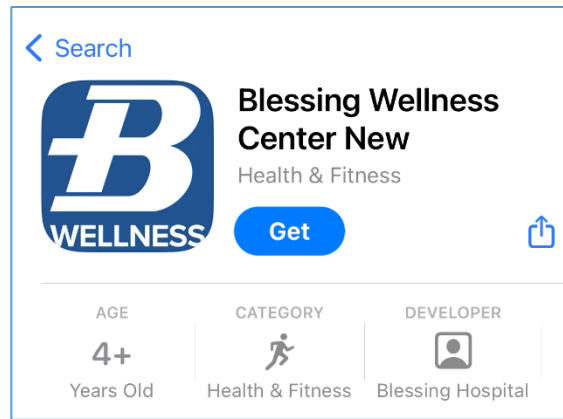 Search
Blessing Wellness
Center New
Health & Fitness
B
WELLNESS
Get
AGE
CATEGORY
DEVELOPER
4+
Years Old
Health & Fitness
Blessing Hospital